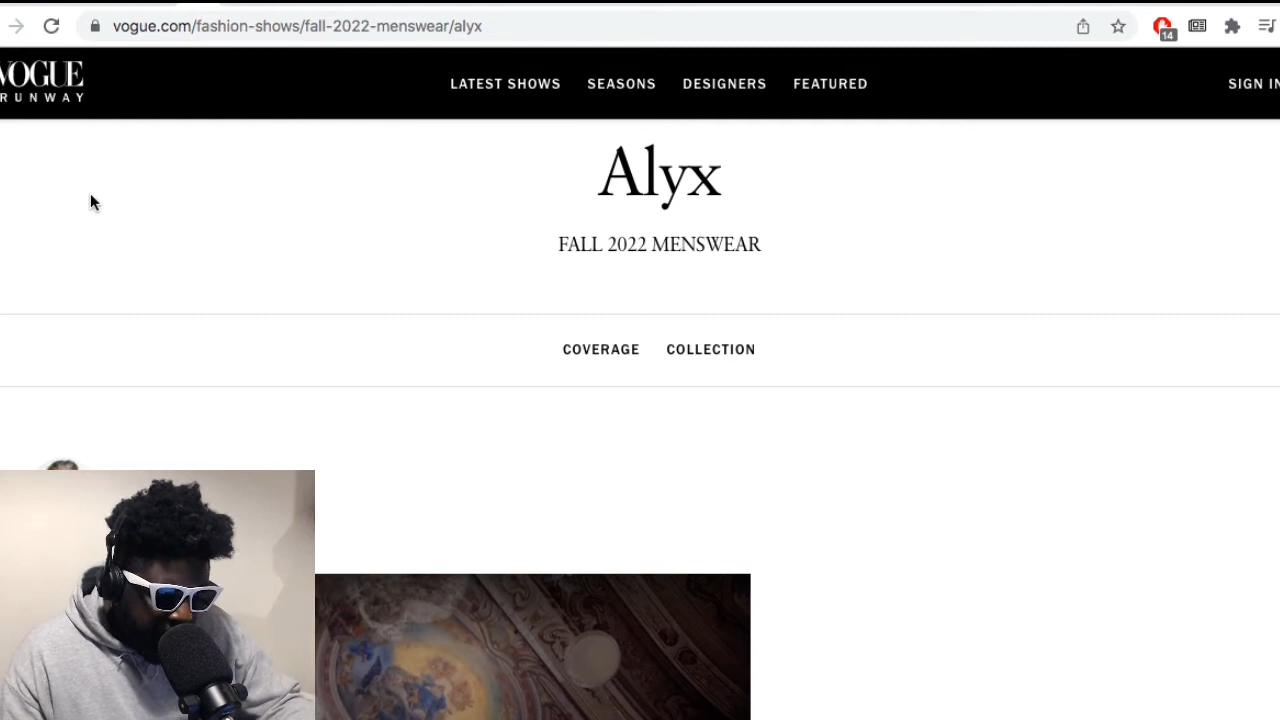 vogue.com/fashion-shows/fall-2022-menswear/alyx
14
VOGUE
RUNWAY
LATEST SHOWS SEASONS DESIGNERS FEATURED
SIGN IN
Alyx
FALL 2022 MENSWEAR
COVERAGE COLLECTION